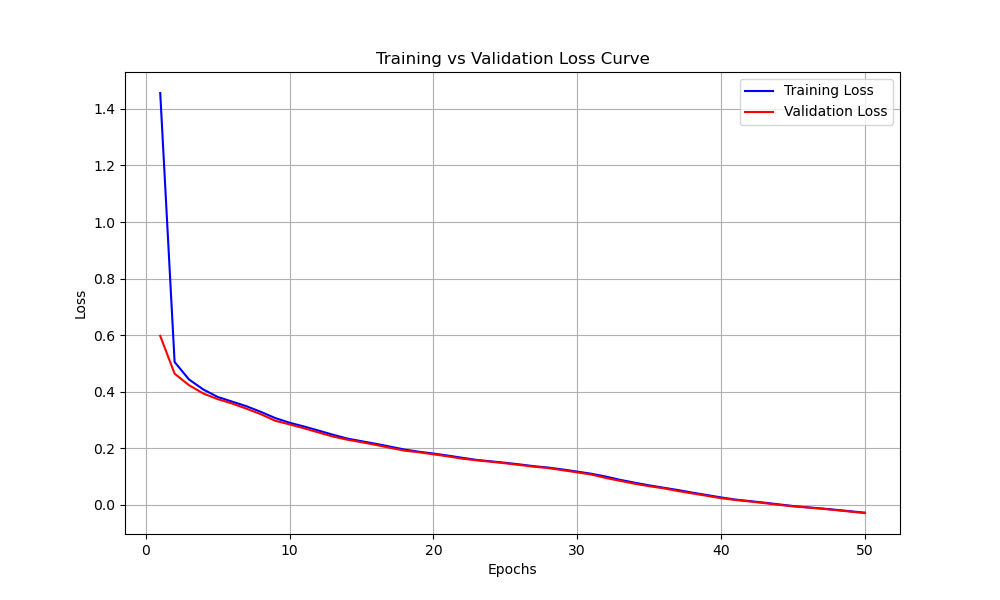 Training vs Validation Loss Curve
Training Loss
Validation Loss
Loss
1.4
1.2
1.0
0.8
0.6
0.4
0.2
0.0
0 10 20 30 40 50
Epochs